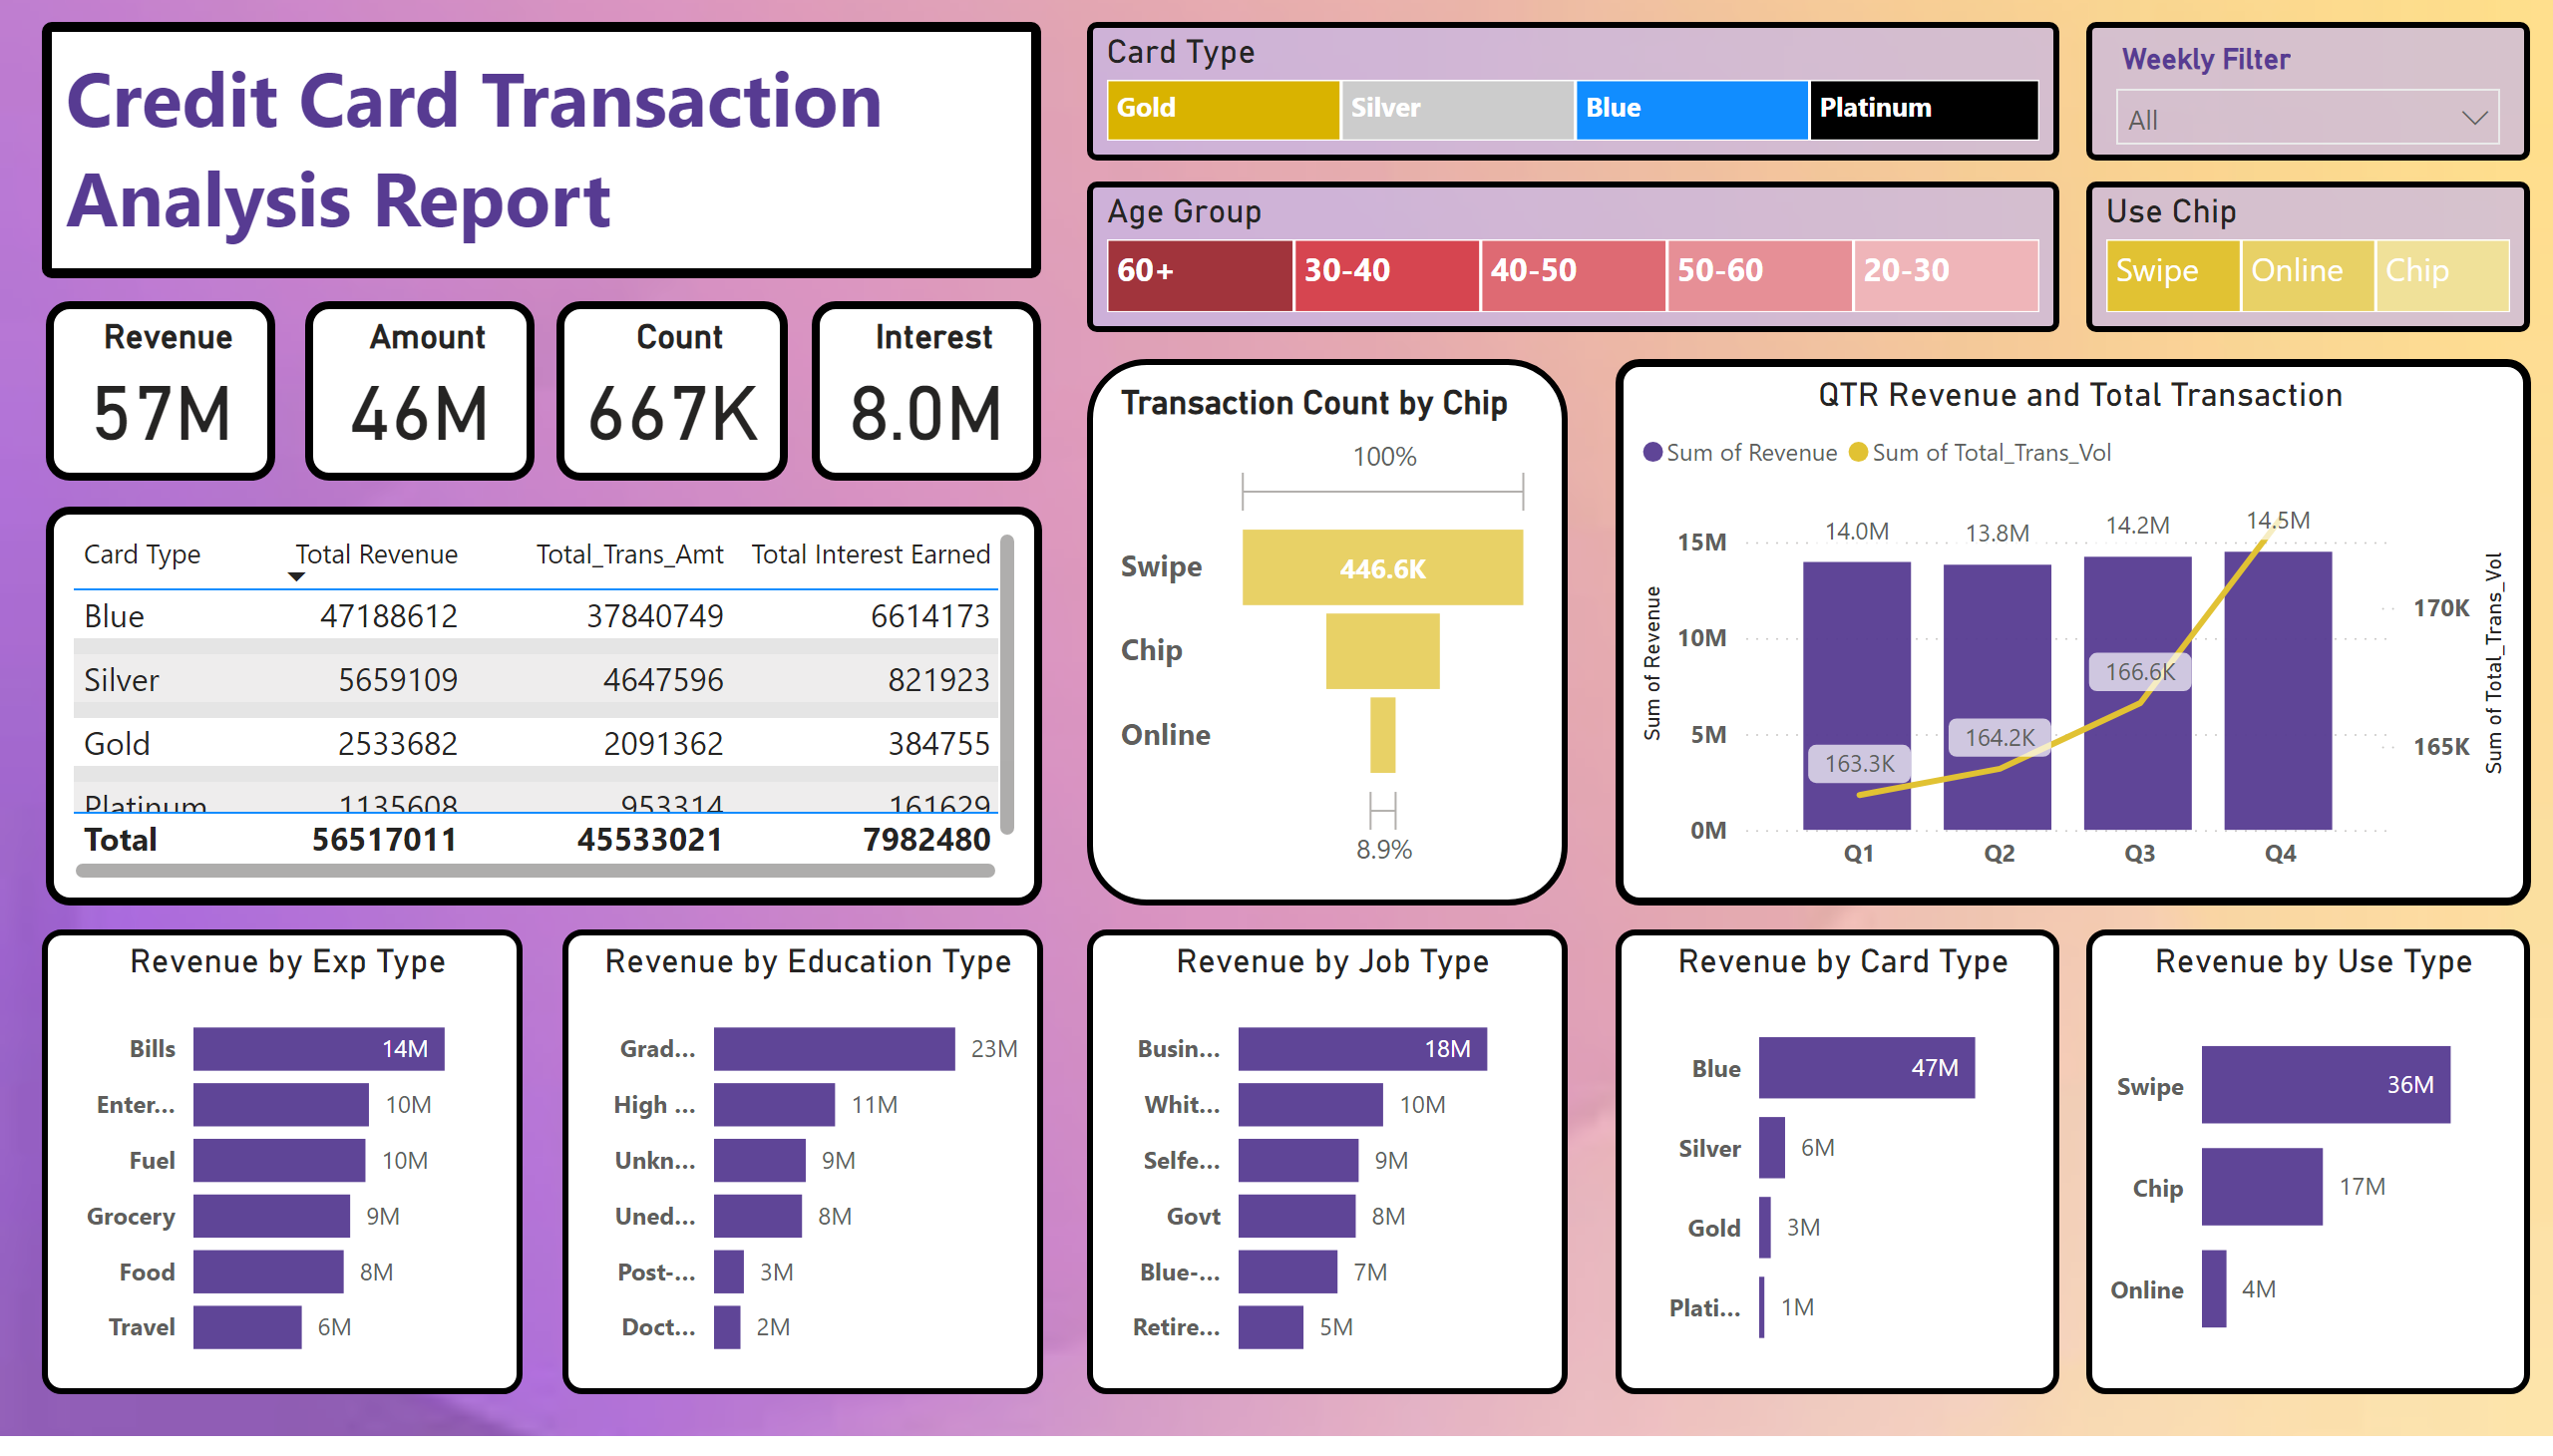 Credit Card Transaction
Analysis Report
Card Type
Gold Silver Blue Platinum
Weekly Filter
All
Age Group
60+ 30-40 40-50 50-60 20-30
Use Chip
Swipe Online Chip
Revenue
57M
Amount
46M
Count
667K
Interest
8.0M
Card Type Total Revenue Total_Trans_Amt Total Interest Earned
Blue 47188612 37840749 6614173
Silver 5659109 4647596 821923
Gold 2533682 2091362 384755
Platinum 1135608 953314 161629
Total 56517011 45533021 7982480
Transaction Count by Chip
100%
Swipe 446.6K
Chip
Online
8.9%
QTR Revenue and Total Transaction
Sum of Revenue Sum of Total_Trans_Vol
Sum of Revenue
15M
10M
5M
0M
14.0M 13.8M 14.2M 14.5M
163.3K 164.2K 166.6K
170K
165K
Sum of Total_Trans_Vol
Q1 Q2 Q3 Q4
Revenue by Exp Type
Bills 14M
Enter... 10M
Fuel 10M
Grocery 9M
Food 8M
Travel 6M
Revenue by Education Type
Grad... 23M
High ... 11M
Unkn... 9M
Uned... 8M
Post-... 3M
Doct... 2M
Revenue by Job Type
Busin... 18M
Whit... 10M
Selfe... 9M
Govt 8M
Blue-... 7M
Retire... 5M
Revenue by Card Type
Blue 47M
Silver 6M
Gold 3M
Plati... 1M
Revenue by Use Type
Swipe 36M
Chip 17M
Online 4M